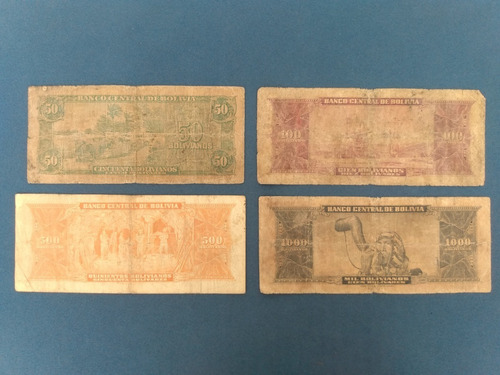 BANCO CENTRAL DE BOLIVIA
50
50
50
BOLIVIANOS
50
50
CINCUENTA BOLIVIANOS
BANCO CENTRAL DE BOLIVIA
100
100
CIEN BOLIVIANOS
BANCO CENTRAL DE BOLIVIA
500
500
QUINIENTOS BOLIVIANOS
BANCO CENTRAL DE BOLIVIA
1000
1000
MIL BOLIVIANOS